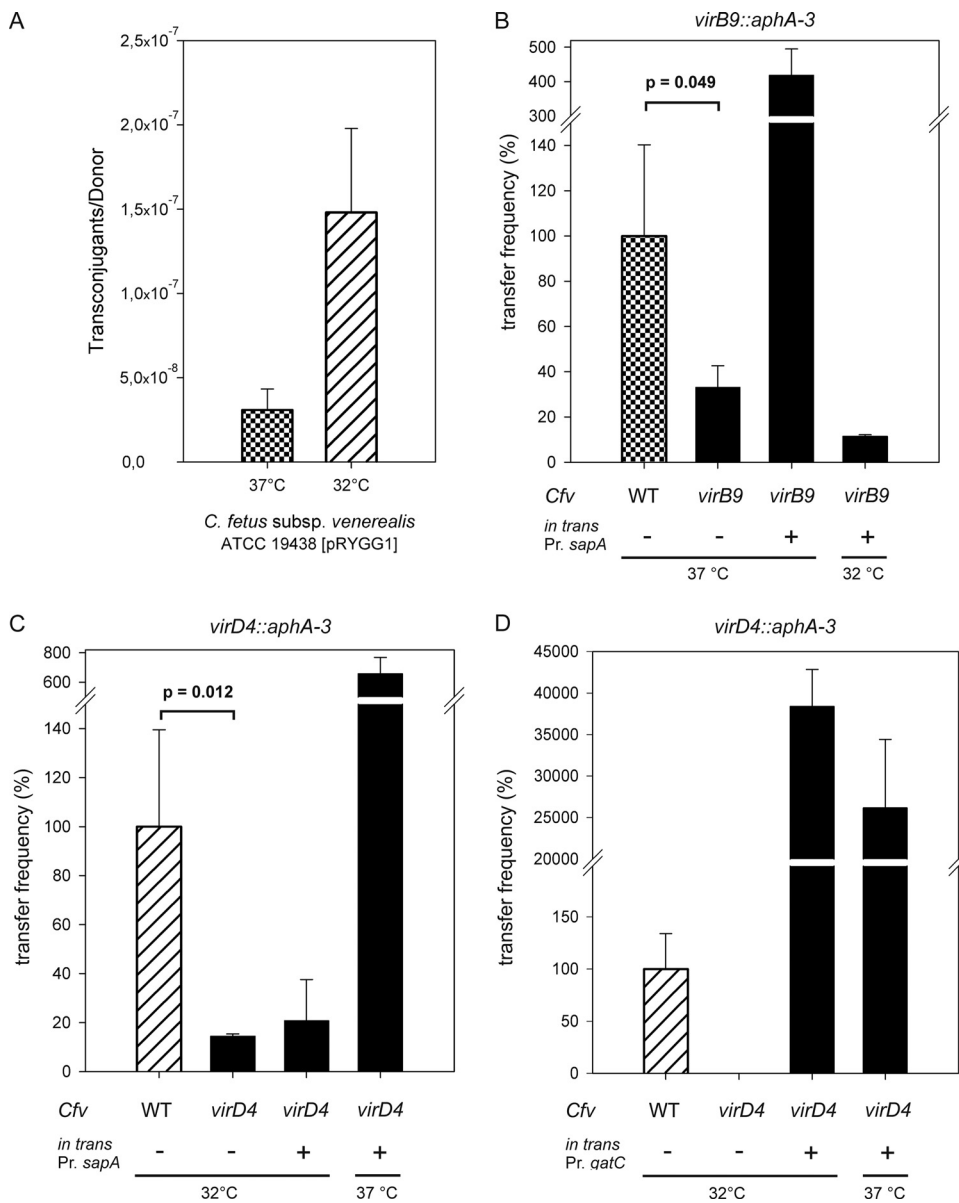 A
2,5x10-7
2,0x10-7
1,5x10-7
1,0x10-7
5,0x10-8
0,0
Transconjugants/Donor
37°C 32°C
C. fetus subsp. venerealis
ATCC 19438 [pRYGG1]
B
virB9::aphA-3
500
400
300
140
120
100
80
60
40
20
0
transfer frequency (%)
p = 0.049
Cfv WT virB9 virB9 virB9
in trans
Pr. sapA - - + +
37 °C 32 °C
C
virD4::aphA-3
800
600
140
120
100
80
60
40
20
0
transfer frequency (%)
p = 0.012
Cfv WT virD4 virD4 virD4
in trans
Pr. sapA - - + +
32°C 37 °C
D
virD4::aphA-3
45000
40000
35000
30000
25000
20000
150
100
50
0
transfer frequency (%)
Cfv WT virD4 virD4 virD4
in trans
Pr. gatC - - + +
32°C 37 °C